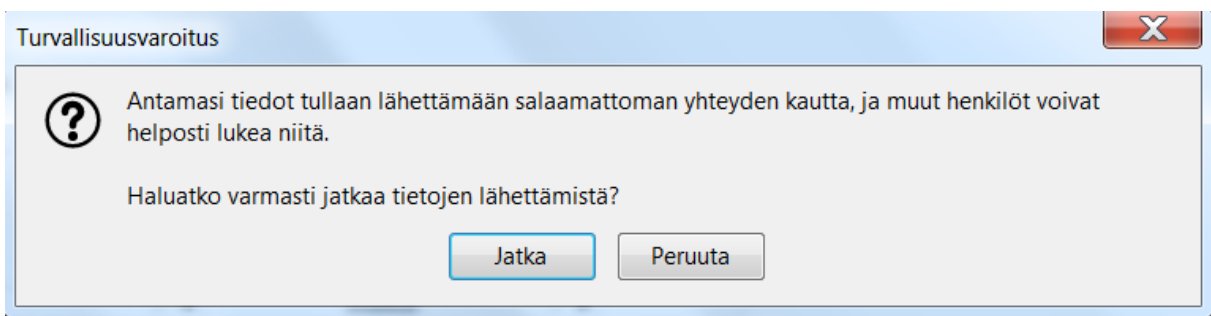 Turvallisuusvaroitus
Antamasi tiedot tullaan lähettämään salaamattoman yhteyden kautta, ja muut henkilöt voivat
helposti lukea niitä.
Haluatko varmasti jatkaa tietojen lähettämistä?
Jatka
Peruuta